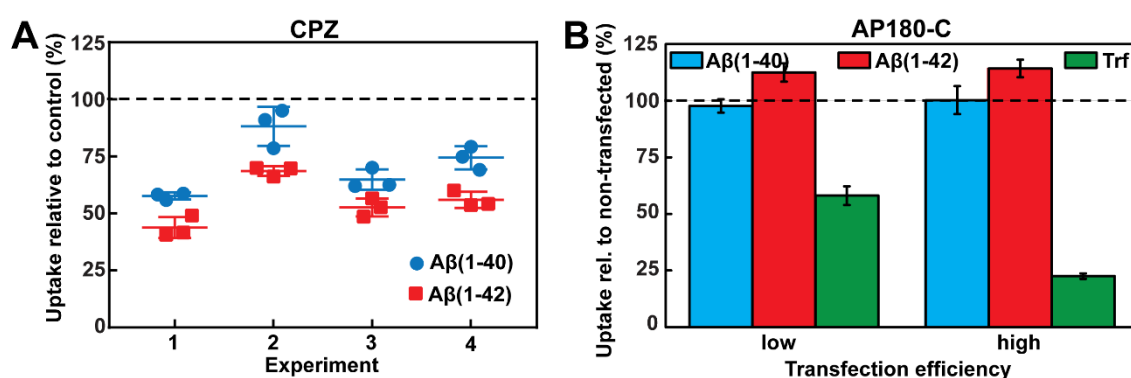 A
CPZ
Uptake relative to control (%)
125
100
75
50
25
0
Aβ(1-40)
Aβ(1-42)
1 2 3 4
Experiment
B
AP180-C
Uptake rel. to non-transfected (%)
125
100
75
50
25
0
Aβ(1-40) Aβ(1-42) Trf
low high
Transfection efficiency